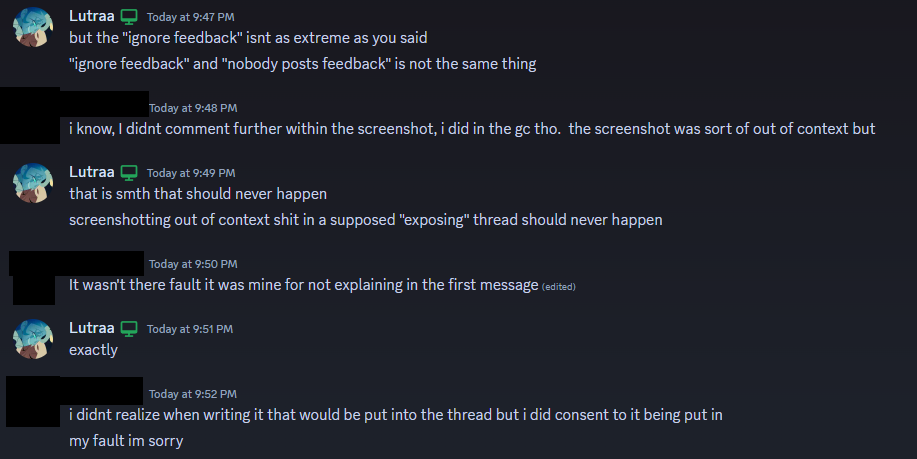 Lutraa Today at 9:47 PM
but the "ignore feedback" isnt as extreme as you said
"ignore feedback" and "nobody posts feedback" is not the same thing
Today at 9:48 PM
i know, I didnt comment further within the screenshot, i did in the gc tho. the screenshot was sort of out of context but
Lutraa Today at 9:49 PM
that is smth that should never happen
screenshotting out of context shit in a supposed "exposing" thread should never happen
Today at 9:50 PM
It wasn't there fault it was mine for not explaining in the first message (edited)
Lutraa Today at 9:51 PM
exactly
Today at 9:52 PM
i didnt realize when writing it that would be put into the thread but i did consent to it being put in
my fault im sorry